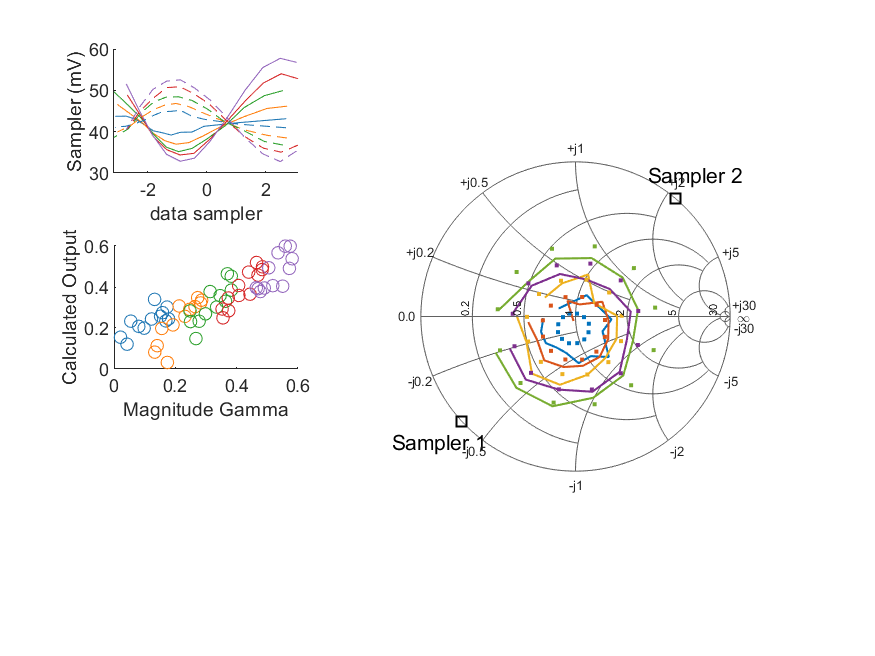 60
50
40
30
Sampler (mV)
-2 0 2
data sampler
0.6
0.4
0.2
0
Calculated Output
0 0.2 0.4 0.6
Magnitude Gamma
+j1
+j0.5
+j2
Sampler 2
+j0.2
+j5
0.0
0.2
0.5
1
2
5
30
+j30
∞
-j30
-j0.2
-j5
Sampler 1
-j0.5
-j2
-j1